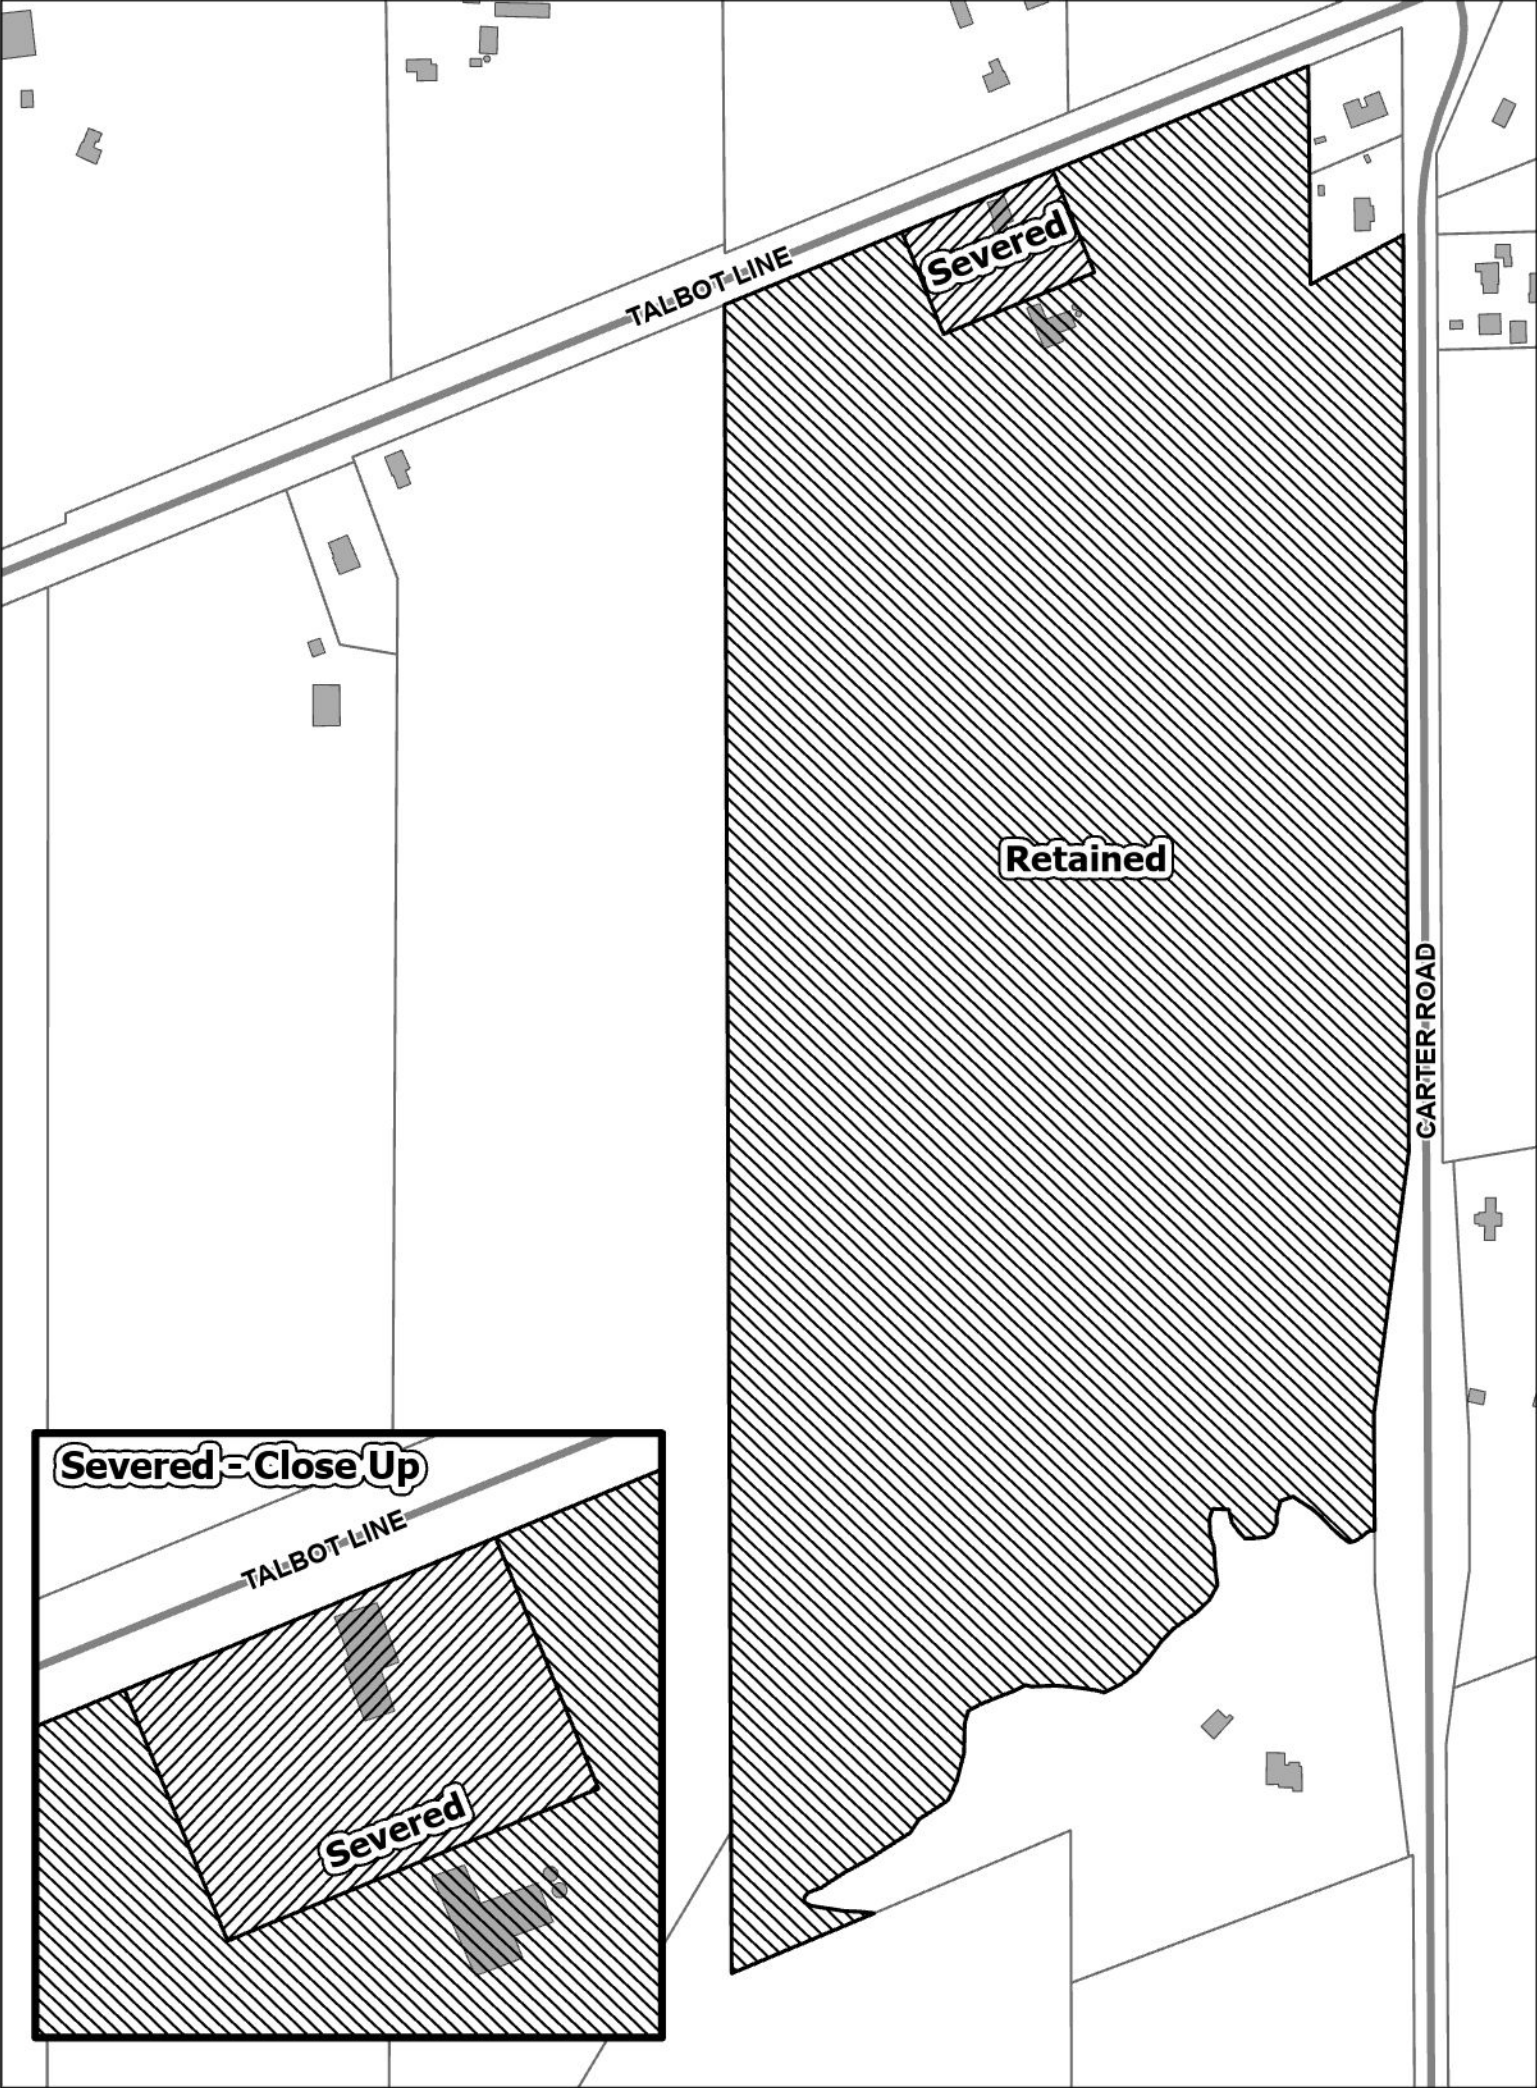 Severed
TALBOT LINE
Retained
CARTER ROAD
Severed - Close Up
TALBOT LINE
Severed